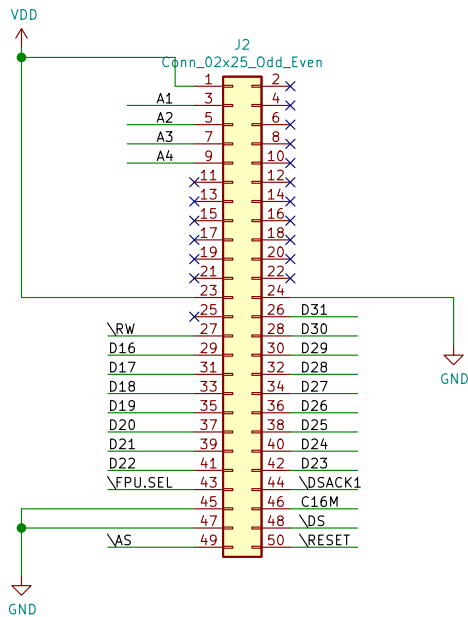 VDD
J2
Conn_02x25_Odd_Even
1 2
A1 3 4
A2 5 6
A3 7 8
A4 9 10
11 12
13 14
15 16
17 18
19 20
21 22
23 24
25 26 D31
\RW 27 28 D30
D16 29 30 D29
D17 31 32 D28
D18 33 34 D27
D19 35 36 D26
D20 37 38 D25
D21 39 40 D24
D22 41 42 D23
\FPU.SEL 43 44 \DSACK1
45 46 C16M
47 48 \DS
\AS 49 50 \RESET
GND
GND